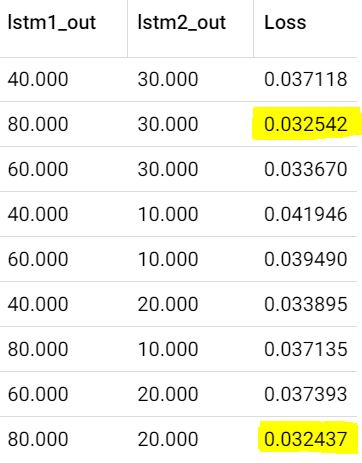 lstm1_out lstm2_out Loss
40.000 30.000 0.037118
80.000 30.000 0.032542
60.000 30.000 0.033670
40.000 10.000 0.041946
60.000 10.000 0.039490
40.000 20.000 0.033895
80.000 10.000 0.037135
60.000 20.000 0.037393
80.000 20.000 0.032437